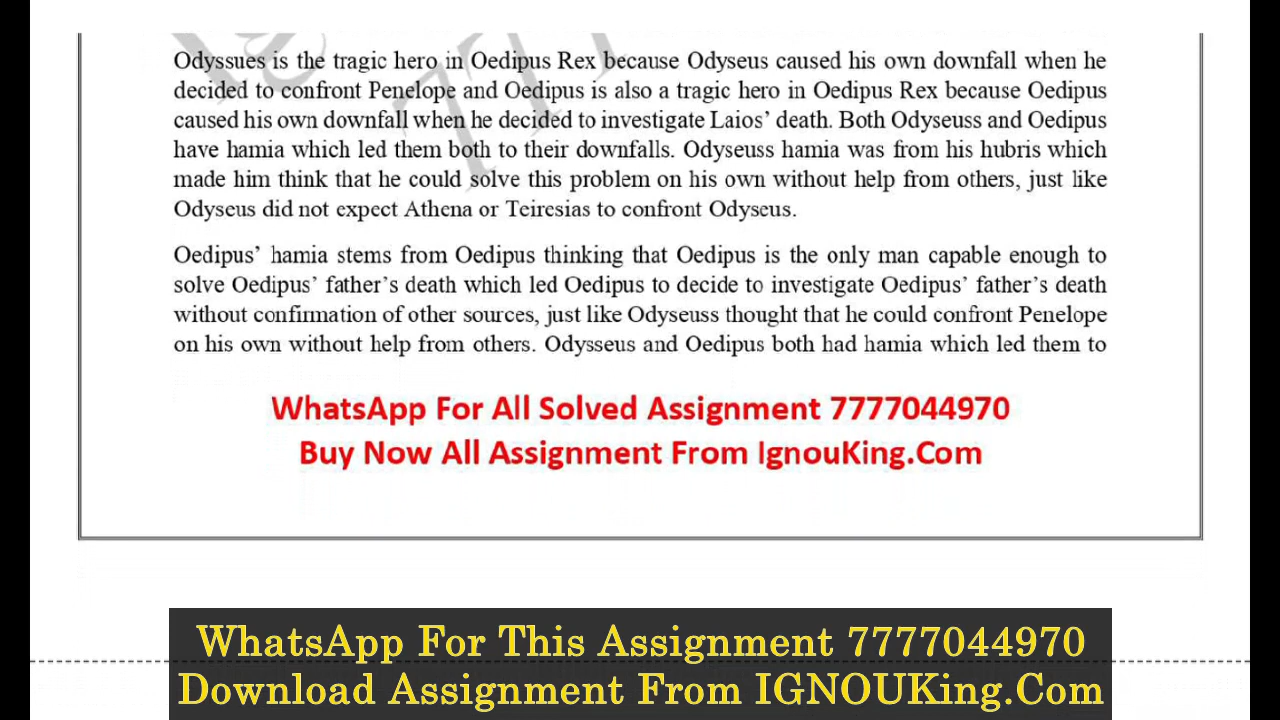 Odyssues is the tragic hero in Oedipus Rex because Odyseus caused his own downfall when he
decided to confront Penelope and Oedipus is also a tragic hero in Oedipus Rex because Oedipus
caused his own downfall when he decided to investigate Laios’ death. Both Odyseuss and Oedipus
have hamia which led them both to their downfalls. Odyseuss hamia was from his hubris which
made him think that he could solve this problem on his own without help from others, just like
Odyseus did not expect Athena or Teiresias to confront Odyseus.
Oedipus’ hamia stems from Oedipus thinking that Oedipus is the only man capable enough to
solve Oedipus’ father’s death which led Oedipus to decide to investigate Oedipus’ father’s death
without confirmation of other sources, just like Odyseuss thought that he could confront Penelope
on his own without help from others. Odysseus and Oedipus both had hamia which led them to
WhatsApp For All Solved Assignment 7777044970
Buy Now All Assignment From IgnouKing.Com
WhatsApp For This Assignment 7777044970
Download Assignment From IGNOUKing.Com